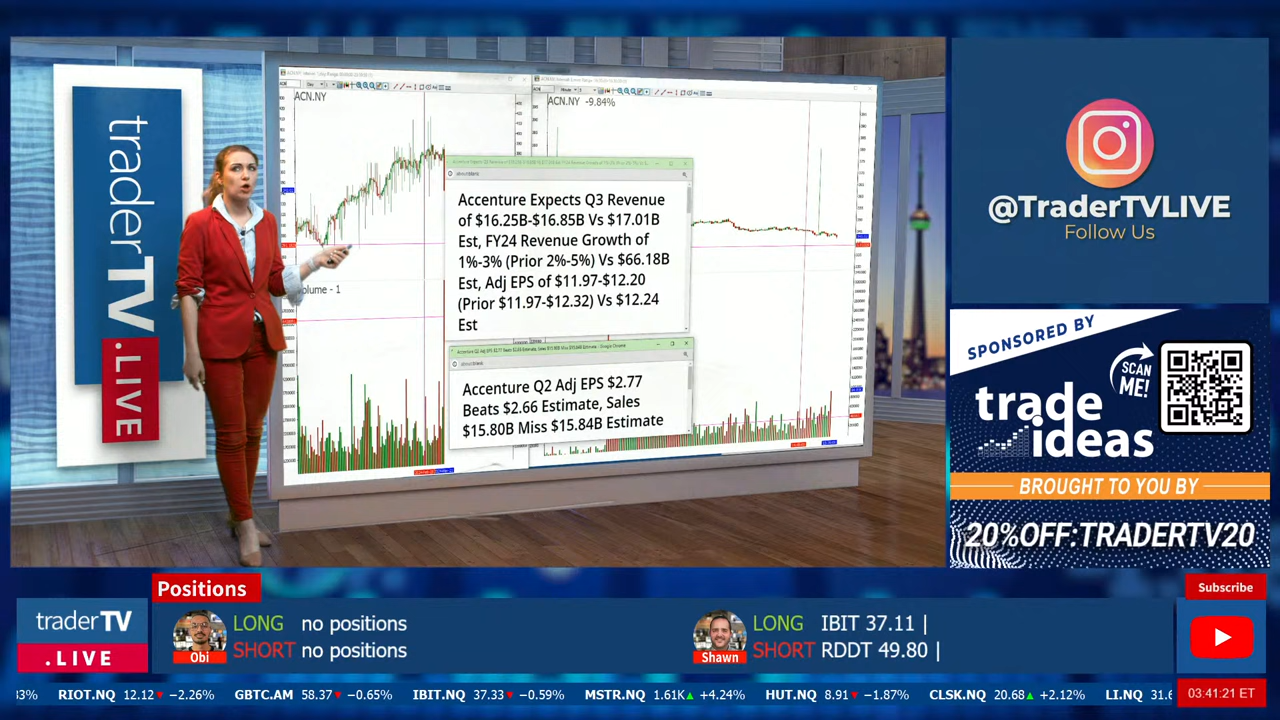 trader TV .LIVE
ACN.NY
ACN.NY -9.84%
Accenture Expects Q3 Revenue
of $16.25B-$16.85B Vs $17.01B
Est, FY24 Revenue Growth of
1%-3% (Prior 2%-5%) Vs $66.18B
Est, Adj EPS of $11.97-$12.20
(Prior $11.97-$12.32) Vs $12.24
Est
olume - 1
Accenture Q2 Adj EPS $2.77
Beats $2.66 Estimate, Sales
$15.80B Miss $15.84B Estimate
@TraderTVLIVE
Follow Us
SPONSORED BY
SCAN
ME!
trade
ideas
BROUGHT TO YOU BY
20%OFF:TRADERTV20
Positions
Subscribe
traderTV
.LIVE
Obi
LONG no positions
SHORT no positions
Shawn
LONG IBIT 37.11 |
SHORT RDDT 49.80 |
33% RIOT.NQ 12.12 -2.26% GBTC.AM 58.37 -0.65% IBIT.NQ 37.33 -0.59% MSTR.NQ 1.61K +4.24% HUT.NQ 8.91 -1.87% CLSK.NQ 20.68 +2.12% LI.NQ 31.6
03:41:21 ET